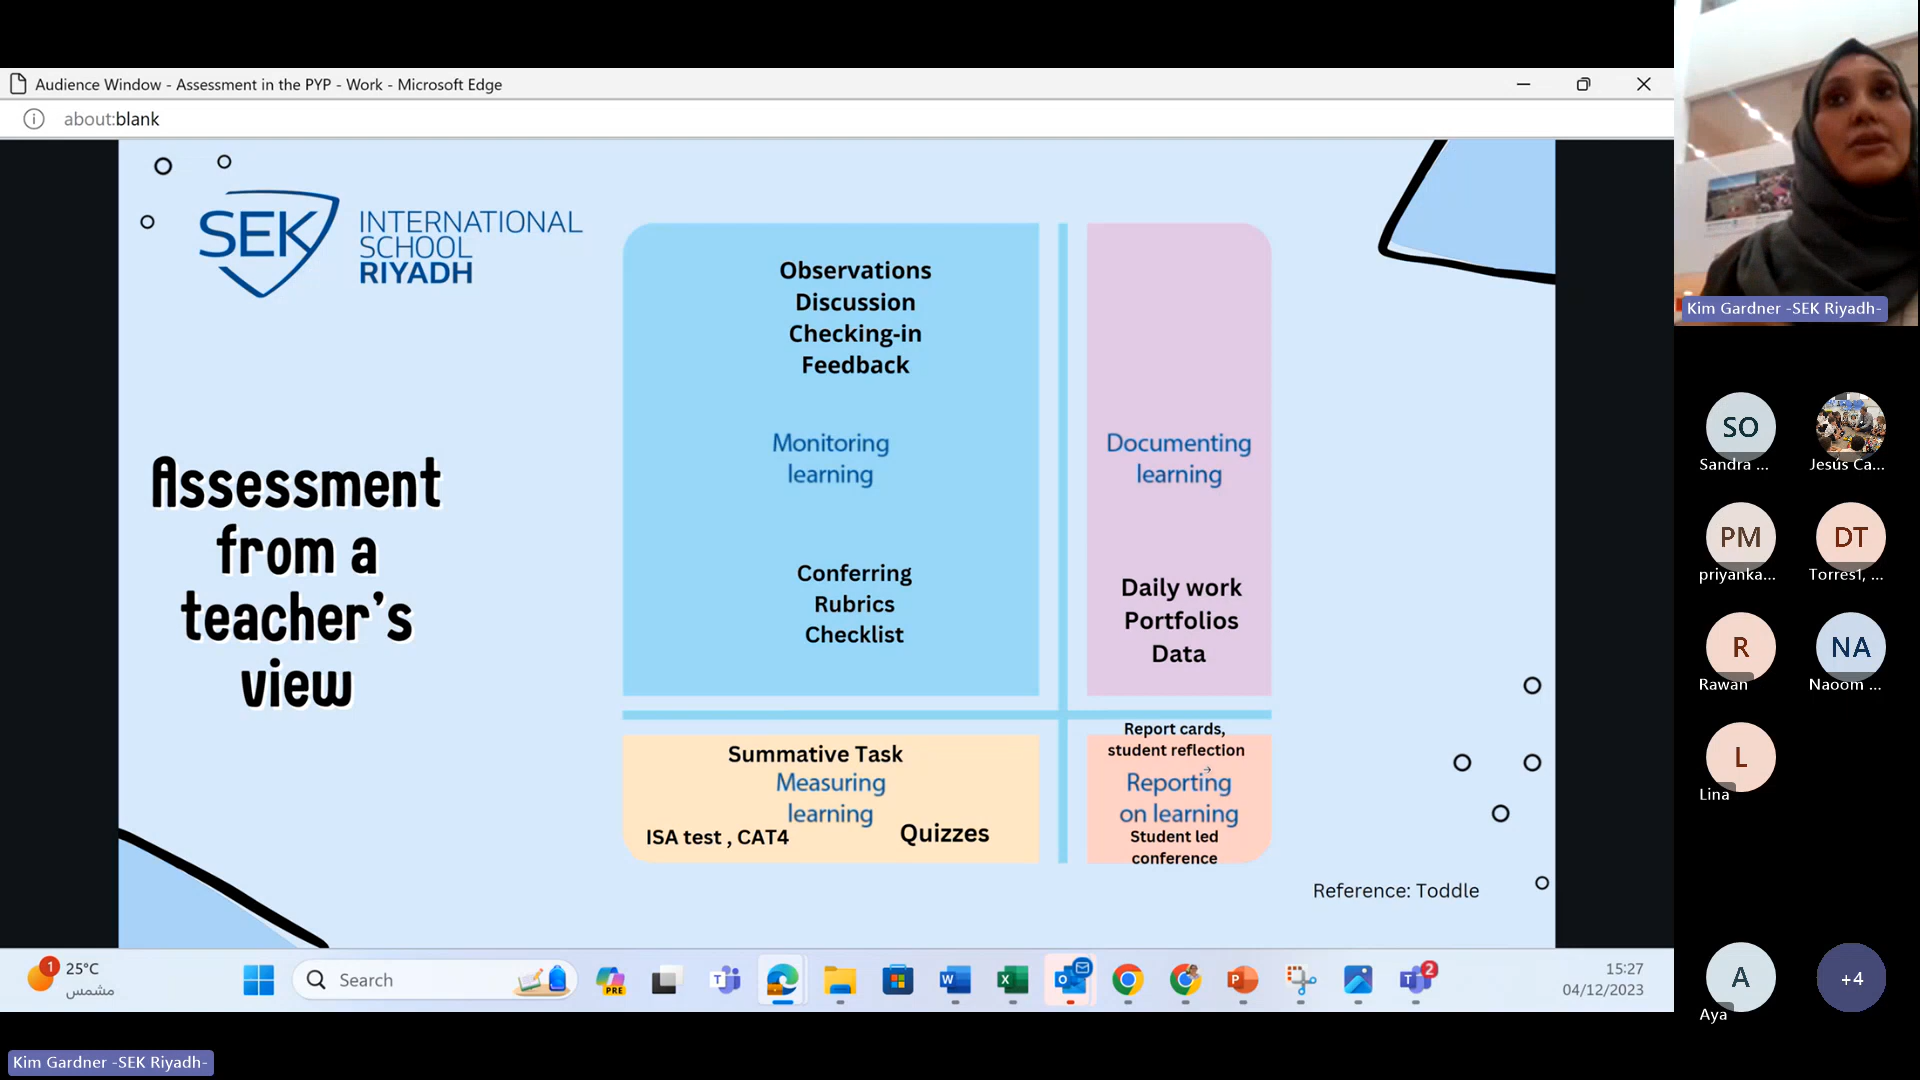 Audience Window - Assessment in the PYP - Work - Microsoft Edge
about:blank
SEK
INTERNATIONAL
SCHOOL
RIYADH
Assessment
from a
teacher's
view
Observations
Discussion
Checking-in
Feedback
Monitoring
learning
Conferring
Rubrics
Checklist
Documenting
learning
Daily work
Portfolios
Data
Summative Task
Measuring
learning
ISA test , CAT4
Quizzes
Report cards,
student reflection
Reporting
on learning
Student led
conference
Reference: Toddle
Kim Gardner -SEK Riyadh-
SO
Sandra ...
Jesús Ca...
PM
priyanka...
DT
Torres1, ...
R
Rawan
NA
Naoom ...
L
Lina
A
Aya
+4
1
25°C
مشمس
Search
PRE
T
W
X
O
P
T
2
15:27
04/12/2023
Kim Gardner -SEK Riyadh-